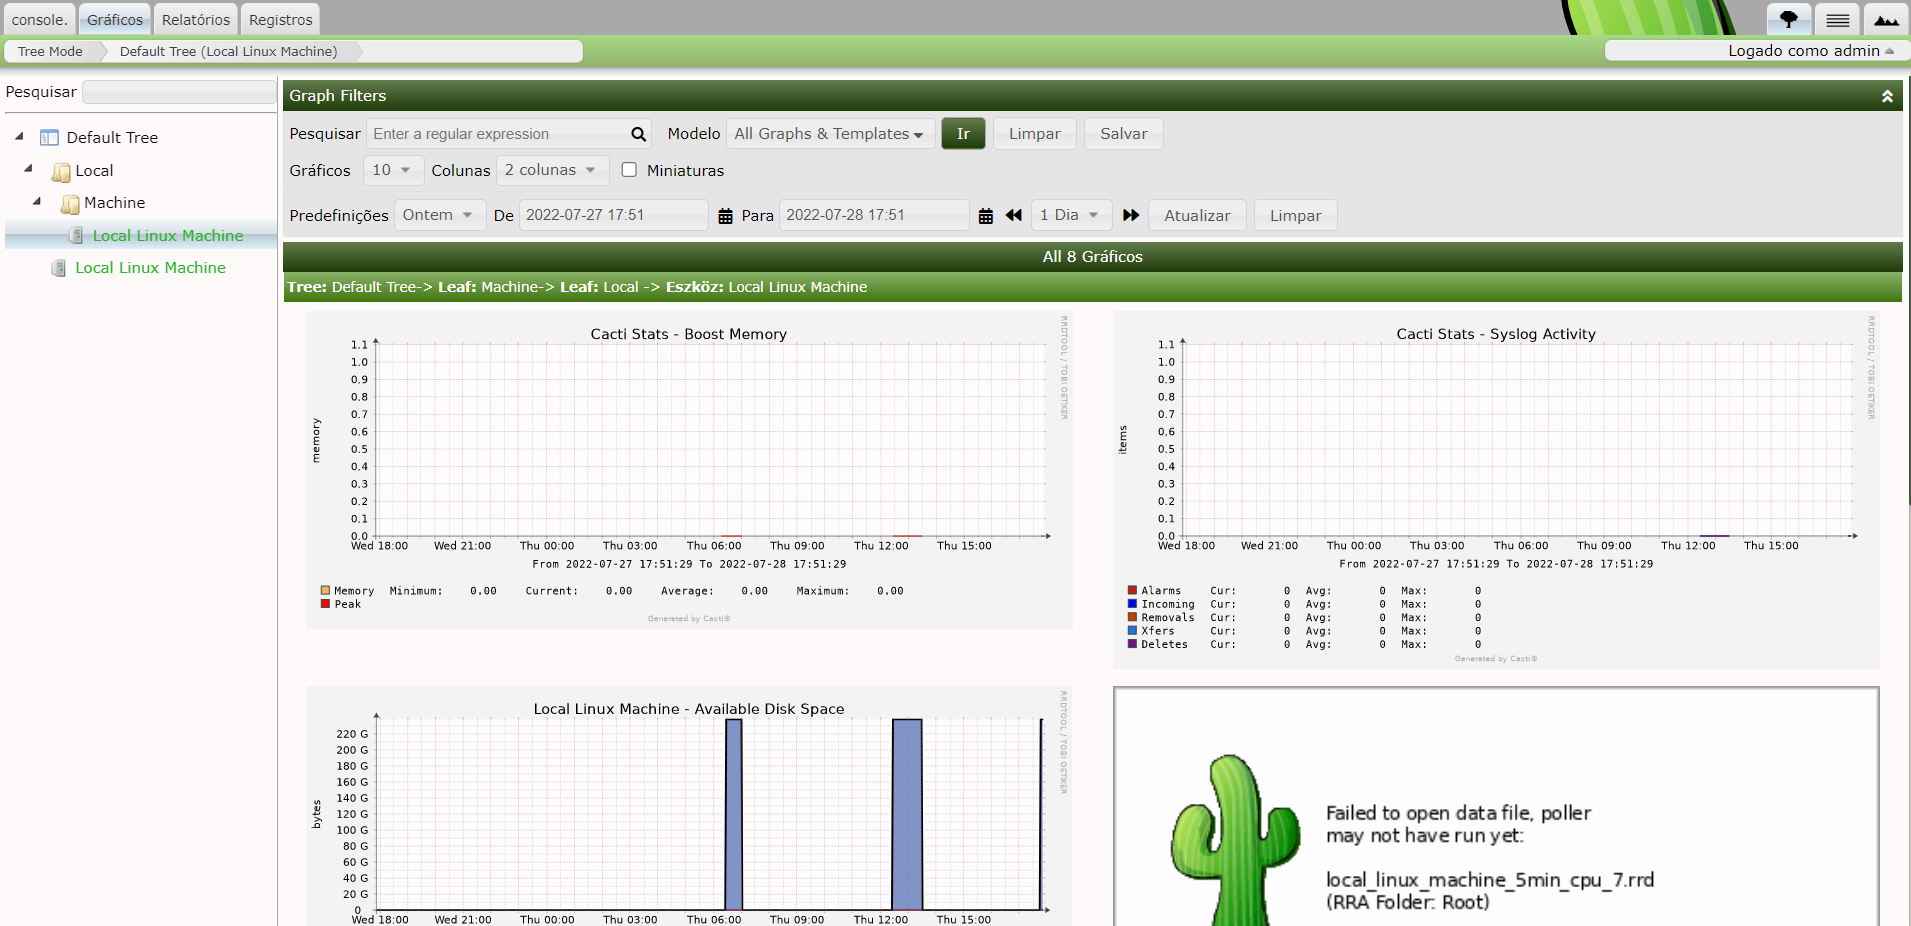 console. Gráficos Relatórios Registros
Tree Mode Default Tree (Local Linux Machine) Logado como admin
Pesquisar
Default Tree
Local
Machine
Local Linux Machine
Local Linux Machine
Graph Filters
Pesquisar Enter a regular expression Modelo All Graphs & Templates Ir Limpar Salvar
Gráficos 10 Colunas 2 colunas Miniaturas
Predefinições Ontem De 2022-07-27 17:51 Para 2022-07-28 17:51 1 Dia Atualizar Limpar
All 8 Gráficos
Tree: Default Tree-> Leaf: Machine-> Leaf: Local -> Eszköz: Local Linux Machine
Cacti Stats - Boost Memory
RRDTOOL / TOBI OETIKER
memory
1.1
1.0
0.9
0.8
0.7
0.6
0.5
0.4
0.3
0.2
0.1
0.0
Wed 18:00 Wed 21:00 Thu 00:00 Thu 03:00 Thu 06:00 Thu 09:00 Thu 12:00 Thu 15:00
From 2022-07-27 17:51:29 To 2022-07-28 17:51:29
Memory Minimum: 0.00 Current: 0.00 Average: 0.00 Maximum: 0.00
Peak
Generated by Cacti®
Cacti Stats - Syslog Activity
RRDTOOL / TOBI OETIKER
items
1.1
1.0
0.9
0.8
0.7
0.6
0.5
0.4
0.3
0.2
0.1
0.0
Wed 18:00 Wed 21:00 Thu 00:00 Thu 03:00 Thu 06:00 Thu 09:00 Thu 12:00 Thu 15:00
From 2022-07-27 17:51:29 To 2022-07-28 17:51:29
Alarms Cur: 0 Avg: 0 Max: 0
Incoming Cur: 0 Avg: 0 Max: 0
Removals Cur: 0 Avg: 0 Max: 0
Xfers Cur: 0 Avg: 0 Max: 0
Deletes Cur: 0 Avg: 0 Max: 0
Generated by Cacti®
Local Linux Machine - Available Disk Space
RRDTOOL / TOBI OETIKER
bytes
220 G
200 G
180 G
160 G
140 G
120 G
100 G
80 G
60 G
40 G
20 G
0
Wed 18:00 Wed 21:00 Thu 00:00 Thu 03:00 Thu 06:00 Thu 09:00 Thu 12:00 Thu 15:00
Failed to open data file, poller
may not have run yet:
local_linux_machine_5min_cpu_7.rrd
(RRA Folder: Root)